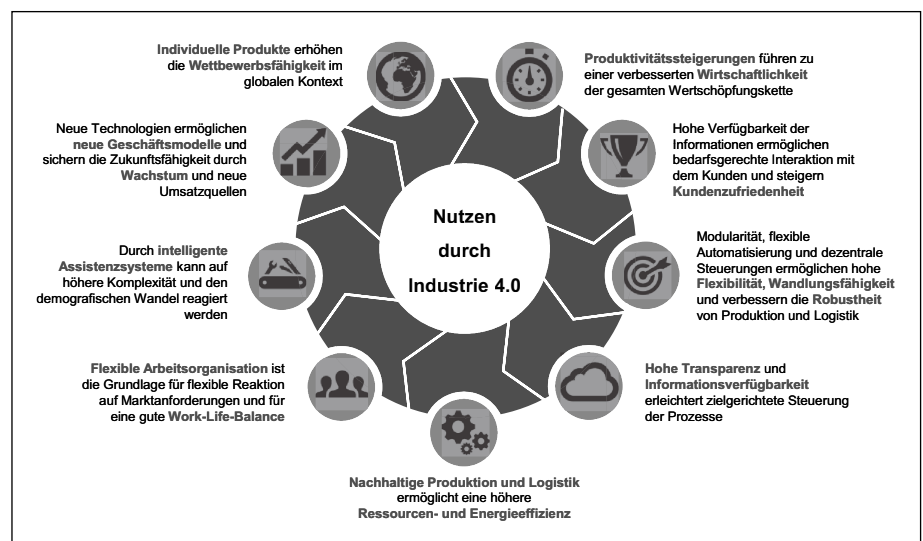 Individuelle Produkte erhöhen
die Wettbewerbsfähigkeit im
globalen Kontext
Produktivitätssteigerungen führen zu
einer verbesserten Wirtschaftlichkeit
der gesamten Wertschöpfungskette
Neue Technologien ermöglichen
neue Geschäftsmodelle und
sichern die Zukunftsfähigkeit durch
Wachstum und neue
Umsatzquellen
Hohe Verfügbarkeit der
Informationen ermöglichen
bedarfsgerechte Interaktion mit
dem Kunden und steigern
Kundenzufriedenheit
Nutzen
durch
Industrie 4.0
Durch intelligente
Assistenzsysteme kann auf
höhere Komplexität und den
demografischen Wandel reagiert
werden
Modularität, flexible
Automatisierung und dezentrale
Steuerungen ermöglichen hohe
Flexibilität, Wandlungsfähigkeit
und verbessern die Robustheit
von Produktion und Logistik
Flexible Arbeitsorganisation ist
die Grundlage für flexible Reaktion
auf Marktanforderungen und für
eine gute Work-Life-Balance
Hohe Transparenz und
Informationsverfügbarkeit
erleichtert zielgerichtete Steuerung
der Prozesse
Nachhaltige Produktion und Logistik
ermöglicht eine höhere
Ressourcen- und Energieeffizienz